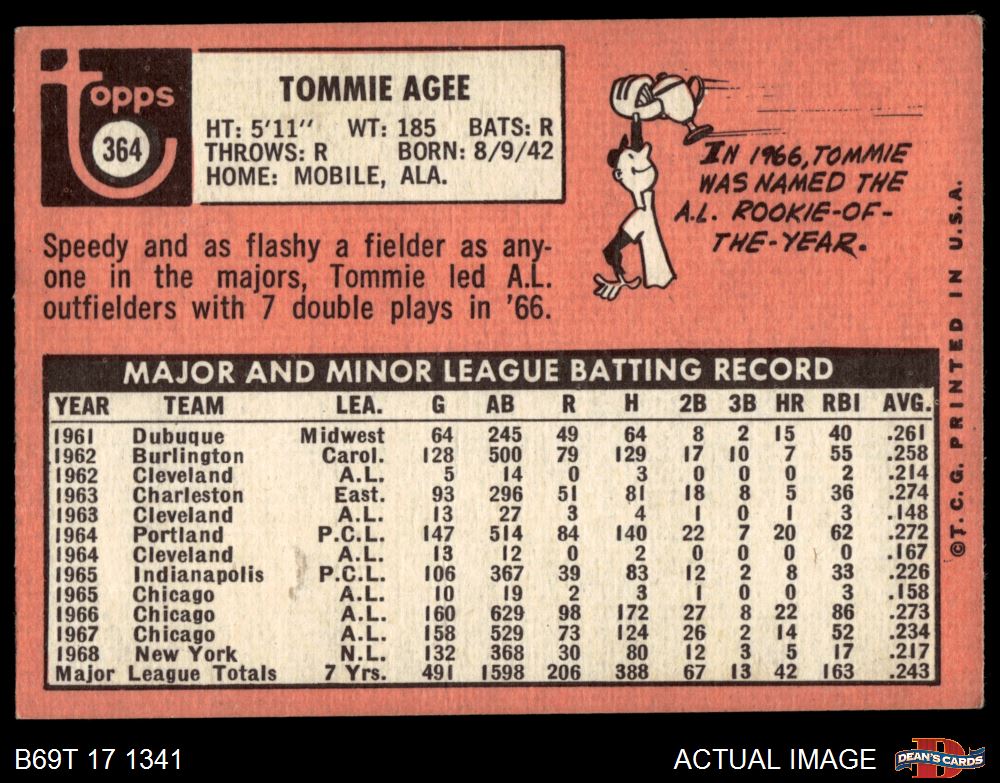 topps
364
TOMMIE AGEE
HT: 5'11" WT: 185 BATS: R
THROWS: R BORN: 8/9/42
HOME: MOBILE, ALA.
IN 1966, TOMMIE
WAS NAMED THE
A.L. ROOKIE-OF-
THE-YEAR.
Speedy and as flashy a fielder as any-
one in the majors, Tommie led A.L.
outfielders with 7 double plays in '66.
MAJOR AND MINOR LEAGUE BATTING RECORD
YEAR TEAM LEA. G AB R H 2B 3B HR RBI AVG.
1961 Dubuque Midwest 64 245 49 64 8 2 15 40 .261
1962 Burlington Carol. 128 500 79 129 17 10 7 55 .258
1962 Cleveland A.L. 5 14 0 3 0 0 0 2 .214
1963 Charleston East. 93 296 51 81 18 8 5 36 .274
1963 Cleveland A.L. 13 27 3 4 1 0 1 3 .148
1964 Portland P.C.L. 147 514 84 140 22 7 20 62 .272
1964 Cleveland A.L. 13 12 0 2 0 0 0 0 .167
1965 Indianapolis P.C.L. 106 367 39 83 12 2 8 33 .226
1965 Chicago A.L. 10 19 2 3 1 0 0 3 .158
1966 Chicago A.L. 160 629 98 172 27 8 22 86 .273
1967 Chicago A.L. 158 529 73 124 26 2 14 52 .234
1968 New York N.L. 132 368 30 80 12 3 5 17 .217
Major League Totals 7 Yrs. 491 1598 206 388 67 13 42 163 .243
©T.C.G. PRINTED IN U.S.A.
B69T 17 1341
ACTUAL IMAGE
D
DEAN'S CARDS